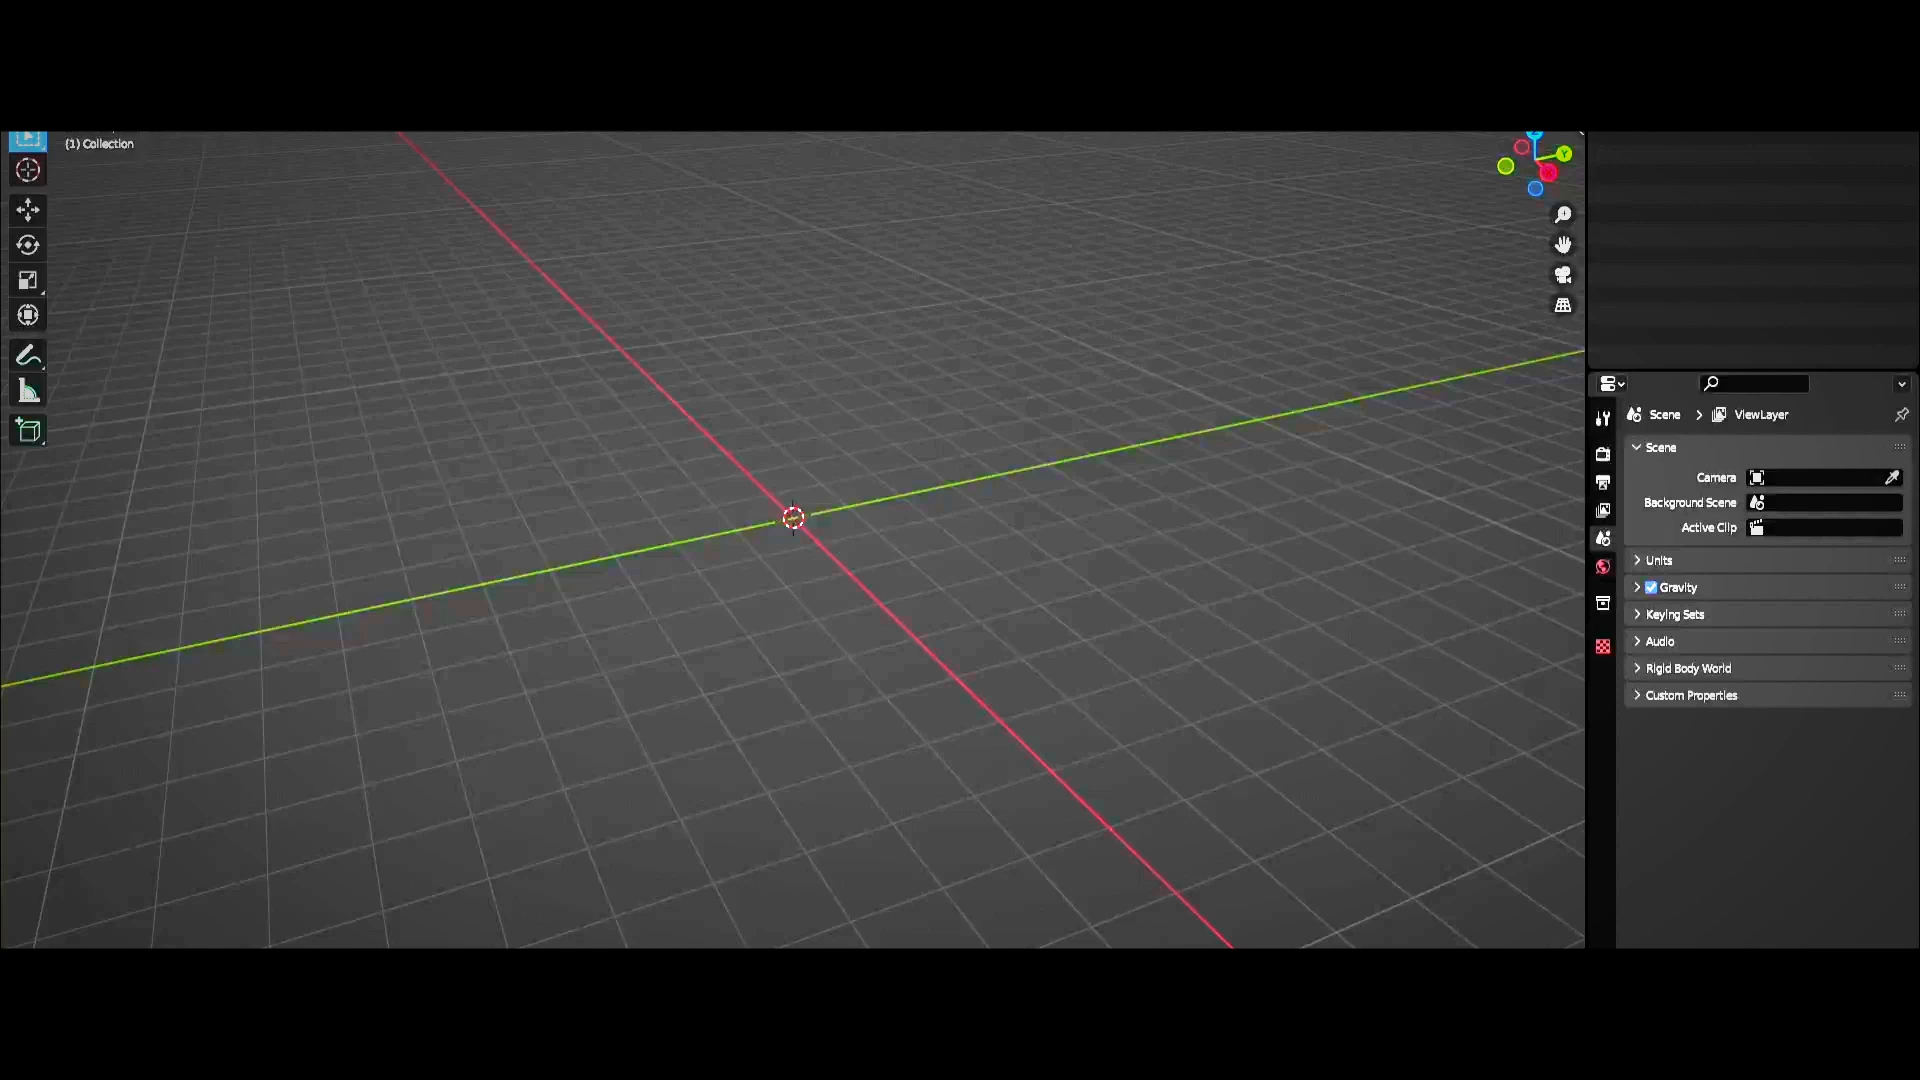 (1) Collection
Z
Y
X
Scene > ViewLayer
Scene
Camera
Background Scene
Active Clip
Units
Gravity
Keying Sets
Audio
Rigid Body World
Custom Properties